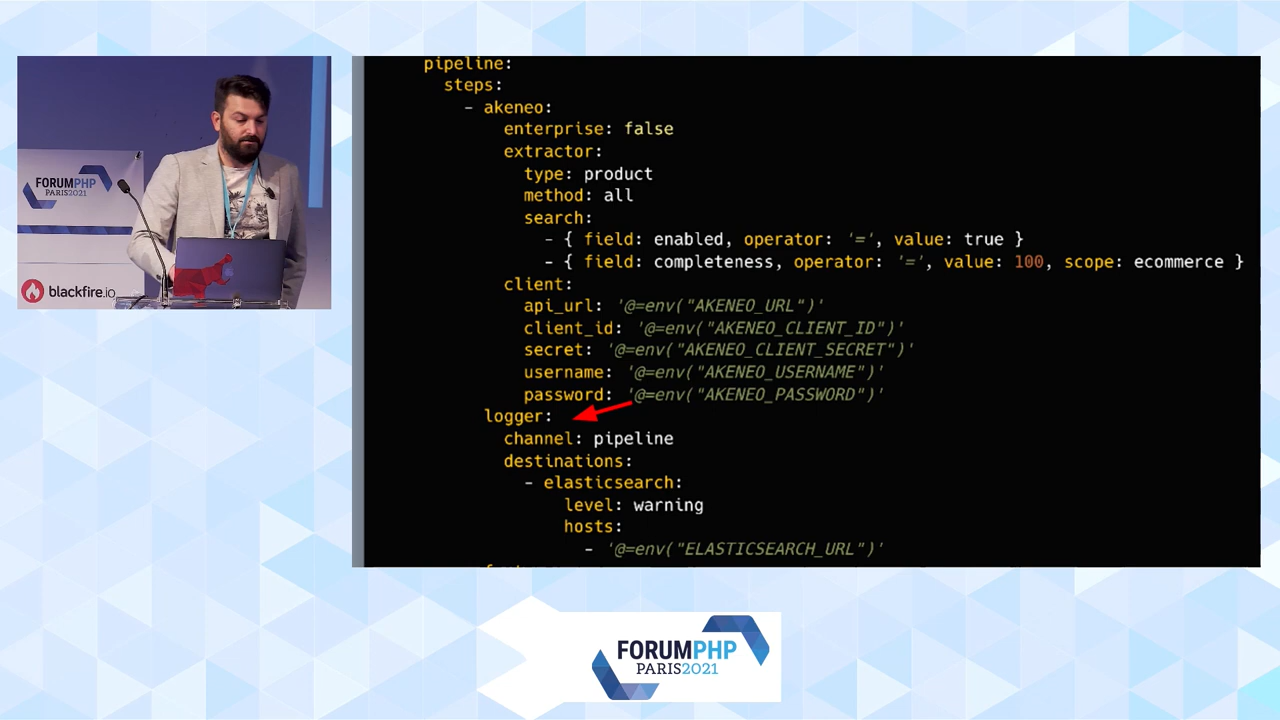 FORUMPHP
PARIS2021
blackfire.io
pipeline:
steps:
- akeneo:
enterprise: false
extractor:
type: product
method: all
search:
- { field: enabled, operator: '=', value: true }
- { field: completeness, operator: '=', value: 100, scope: ecommerce }
client:
api_url: '@=env("AKENEO_URL")'
client_id: '@=env("AKENEO_CLIENT_ID")'
secret: '@=env("AKENEO_CLIENT_SECRET")'
username: '@=env("AKENEO_USERNAME")'
password: '@=env("AKENEO_PASSWORD")'
logger:
channel: pipeline
destinations:
- elasticsearch:
level: warning
hosts:
- '@=env("ELASTICSEARCH_URL")'
FORUMPHP
PARIS2021